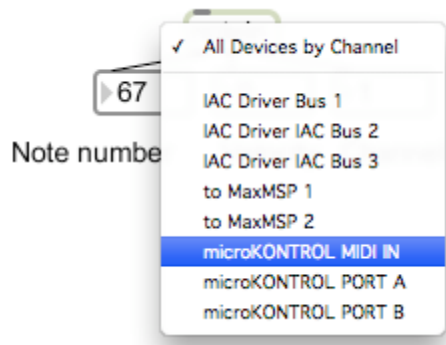 ✓ All Devices by Channel
67
IAC Driver Bus 1
IAC Driver IAC Bus 2
Note number
IAC Driver IAC Bus 3
to MaxMSP 1
to MaxMSP 2
microKONTROL MIDI IN
microKONTROL PORT A
microKONTROL PORT B